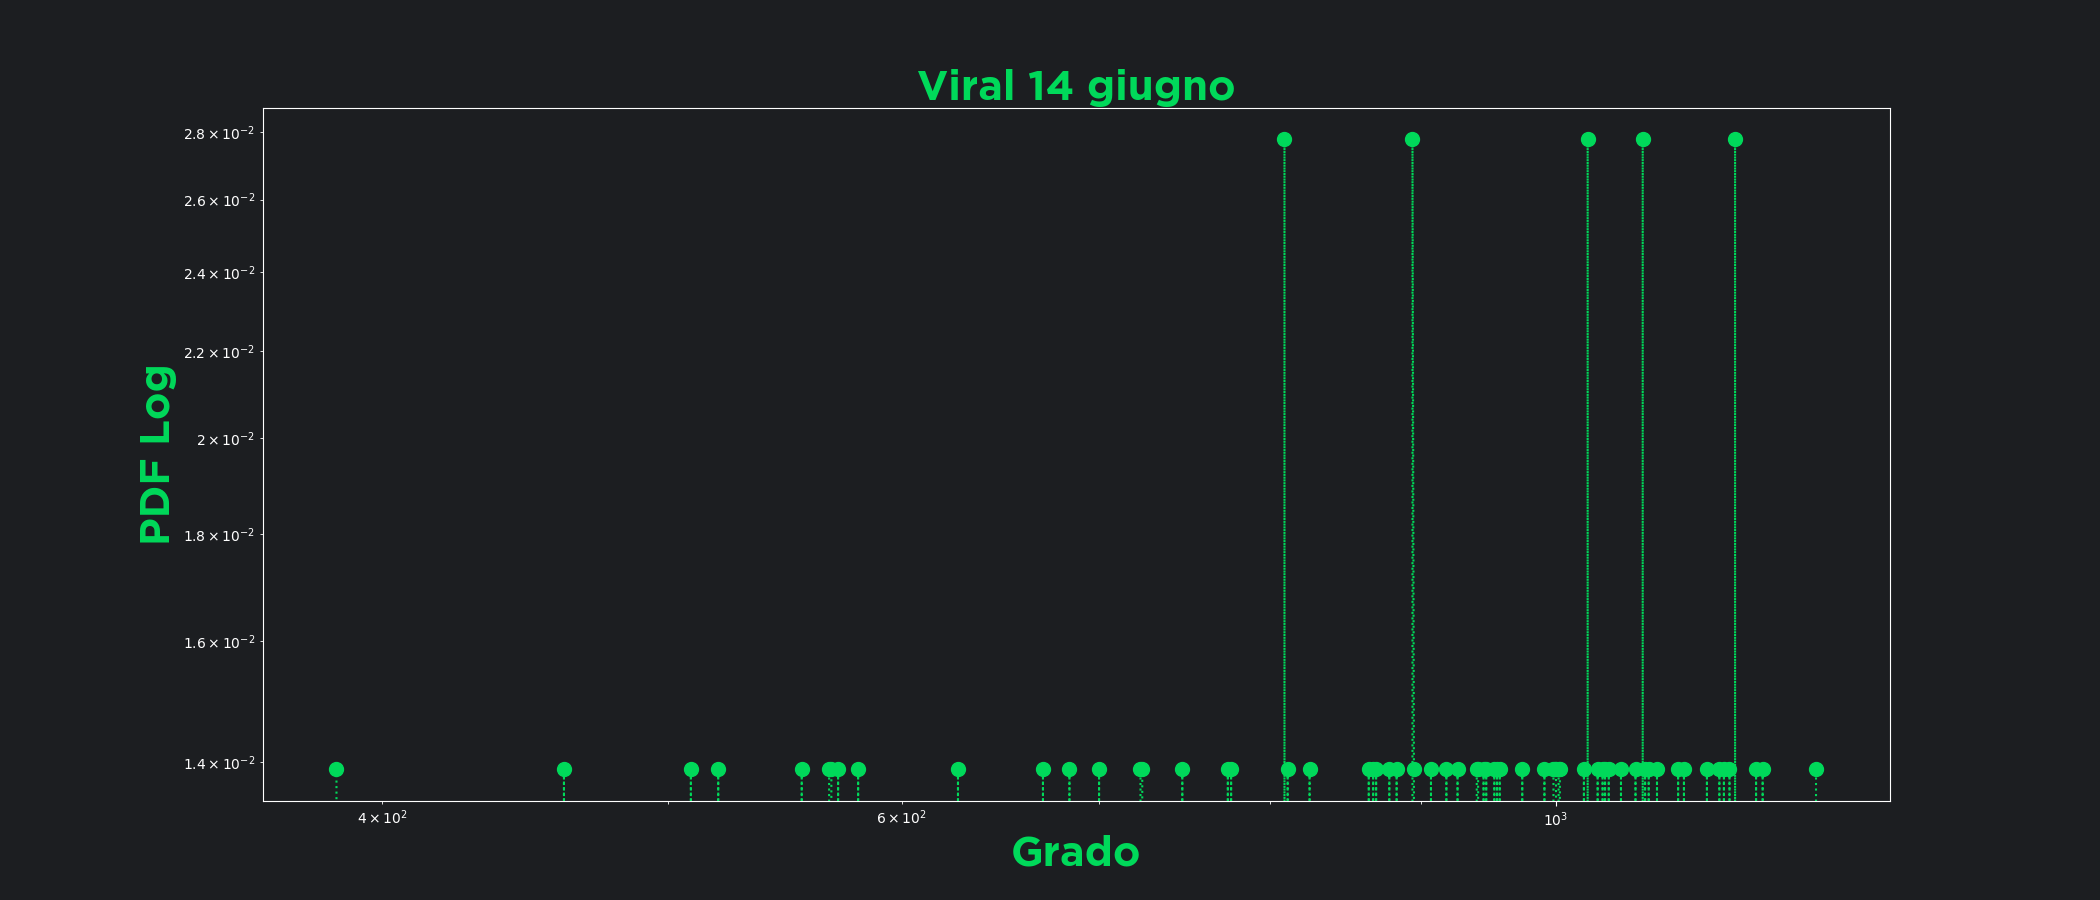 Viral 14 giugno
2.8 × 10⁻²
2.6 × 10⁻²
2.4 × 10⁻²
2.2 × 10⁻²
2 × 10⁻²
1.8 × 10⁻²
1.6 × 10⁻²
1.4 × 10⁻²
PDF Log
4 × 10²
6 × 10²
10³
Grado